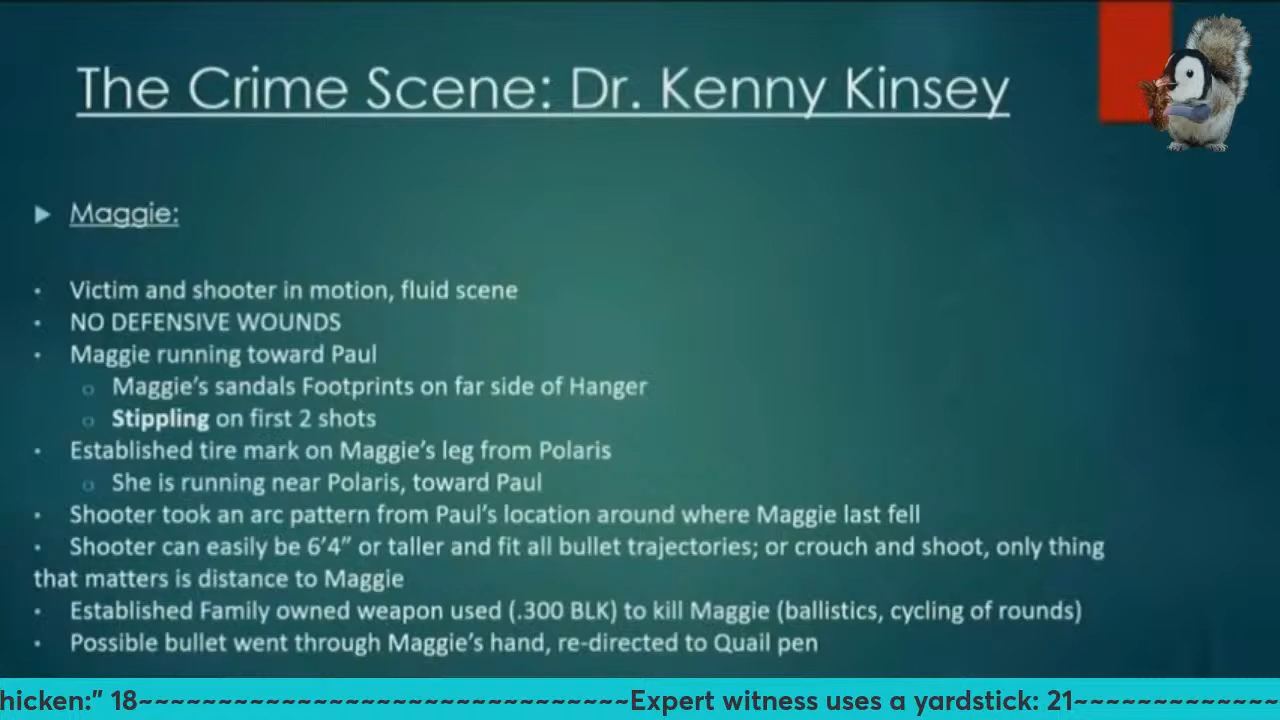 The Crime Scene: Dr. Kenny Kinsey
Maggie:
Victim and shooter in motion, fluid scene
NO DEFENSIVE WOUNDS
Maggie running toward Paul
Maggie's sandals Footprints on far side of Hanger
Stippling on first 2 shots
Established tire mark on Maggie's leg from Polaris
She is running near Polaris, toward Paul
Shooter took an arc pattern from Paul's location around where Maggie last fell
Shooter can easily be 6'4" or taller and fit all bullet trajectories; or crouch and shoot, only thing
that matters is distance to Maggie
Established Family owned weapon used (.300 BLK) to kill Maggie (ballistics, cycling of rounds)
Possible bullet went through Maggie's hand, re-directed to Quail pen
hicken:" 18~~~~~~~~~~~~~~~~~~~~~~~~~~~~~~Expert witness uses a yardstick: 21~~~~~~~~~~~~~